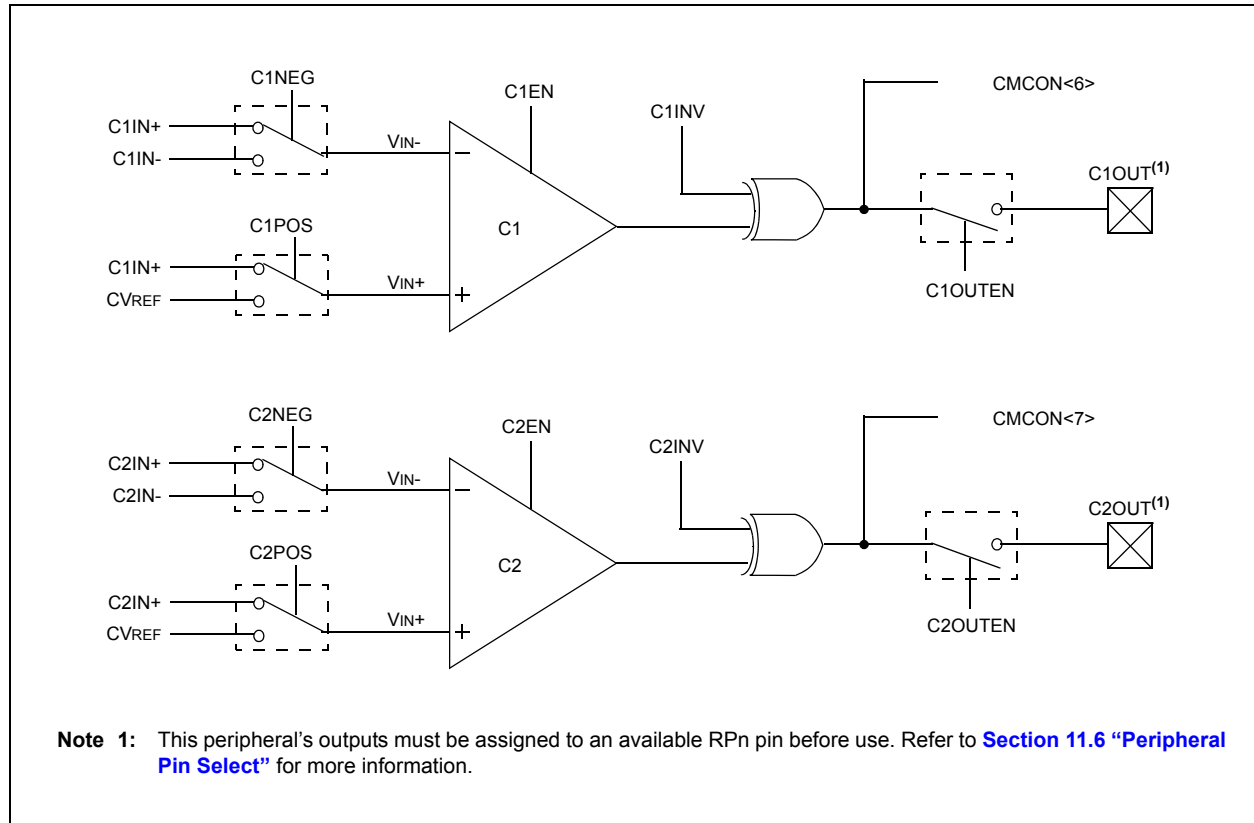 C1NEG
C1EN
C1INV
CMCON<6>
C1IN+
C1IN-
VIN-
–
C1OUT(1)
C1
C1POS
C1IN+
CVREF
VIN+
+
C1OUTEN
C2NEG
C2EN
C2INV
CMCON<7>
C2IN+
C2IN-
VIN-
–
C2OUT(1)
C2
C2POS
C2IN+
CVREF
VIN+
+
C2OUTEN
Note 1: This peripheral’s outputs must be assigned to an available RPn pin before use. Refer to Section 11.6 “Peripheral
Pin Select” for more information.